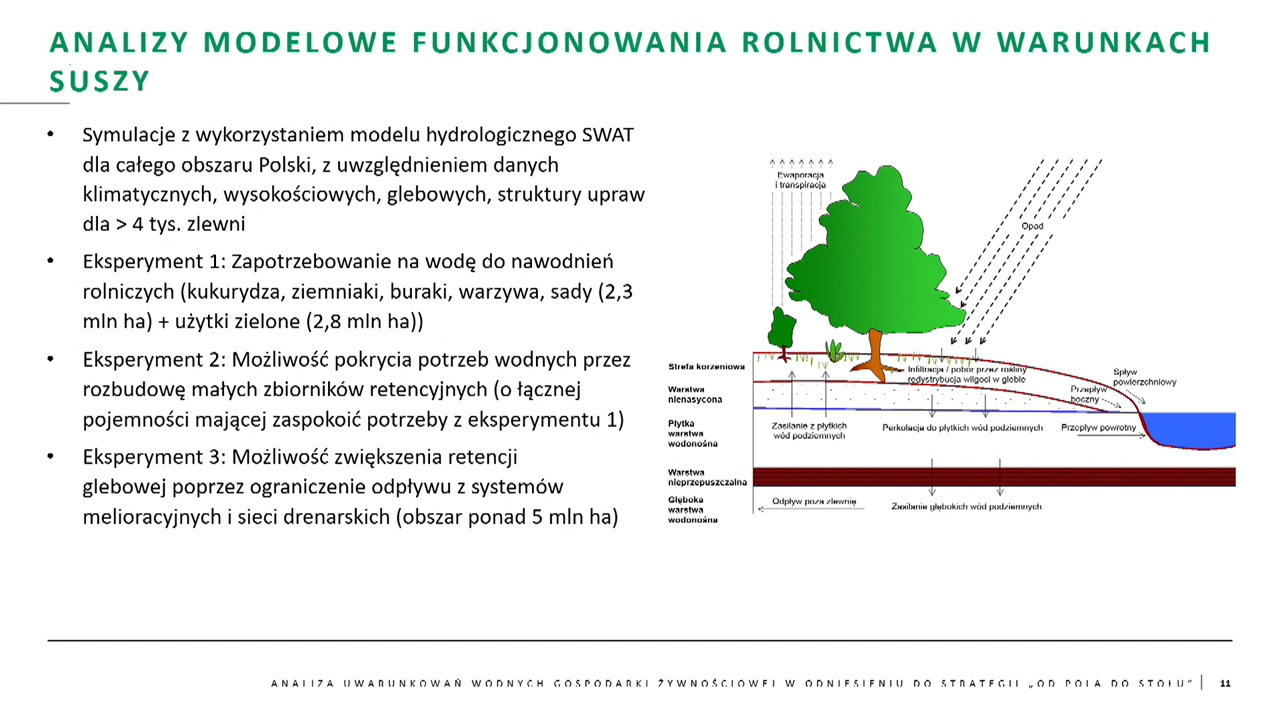 ANALIZY MODELOWE FUNKCJONOWANIA ROLNICTWA W WARUNKACH
SUSZY
• Symulacje z wykorzystaniem modelu hydrologicznego SWAT
dla całego obszaru Polski, z uwzględnieniem danych
klimatycznych, wysokościowych, glebowych, struktury upraw
dla > 4 tys. zlewni
• Eksperyment 1: Zapotrzebowanie na wodę do nawodnień
rolniczych (kukurydza, ziemniaki, buraki, warzywa, sady (2,3
mln ha) + użytki zielone (2,8 mln ha))
• Eksperyment 2: Możliwość pokrycia potrzeb wodnych przez
rozbudowę małych zbiorników retencyjnych (o łącznej
pojemności mającej zaspokoić potrzeby z eksperymentu 1)
• Eksperyment 3: Możliwość zwiększenia retencji
glebowej poprzez ograniczenie odpływu z systemów
melioracyjnych i sieci drenarskich (obszar ponad 5 mln ha)
Ewaporacja
i transpiracja
Opad
Strefa korzeniowa
Infiltracja / pobór przez rośliny
redystrybucja wilgoci w glebie
Spływ
powierzchniowy
Warstwa
nienasycona
Przepływ
boczny
Płytka
warstwa
wodonośna
Zasilanie z płytkich
wód podziemnych
Perkolacja do płytkich wód podziemnych
Przepływ powrotny
Warstwa
nieprzepuszczalna
Głęboka
warstwa
wodonośna
Odpływ poza zlewnię
Zasilanie głębokich wód podziemnych
ANALIZA UWARUNKOWAŃ WODNYCH GOSPODARKI ŻYWNOŚCIOWEJ W ODNIESIENIU DO STRATEGII „OD POLA DO STOŁU” | 11